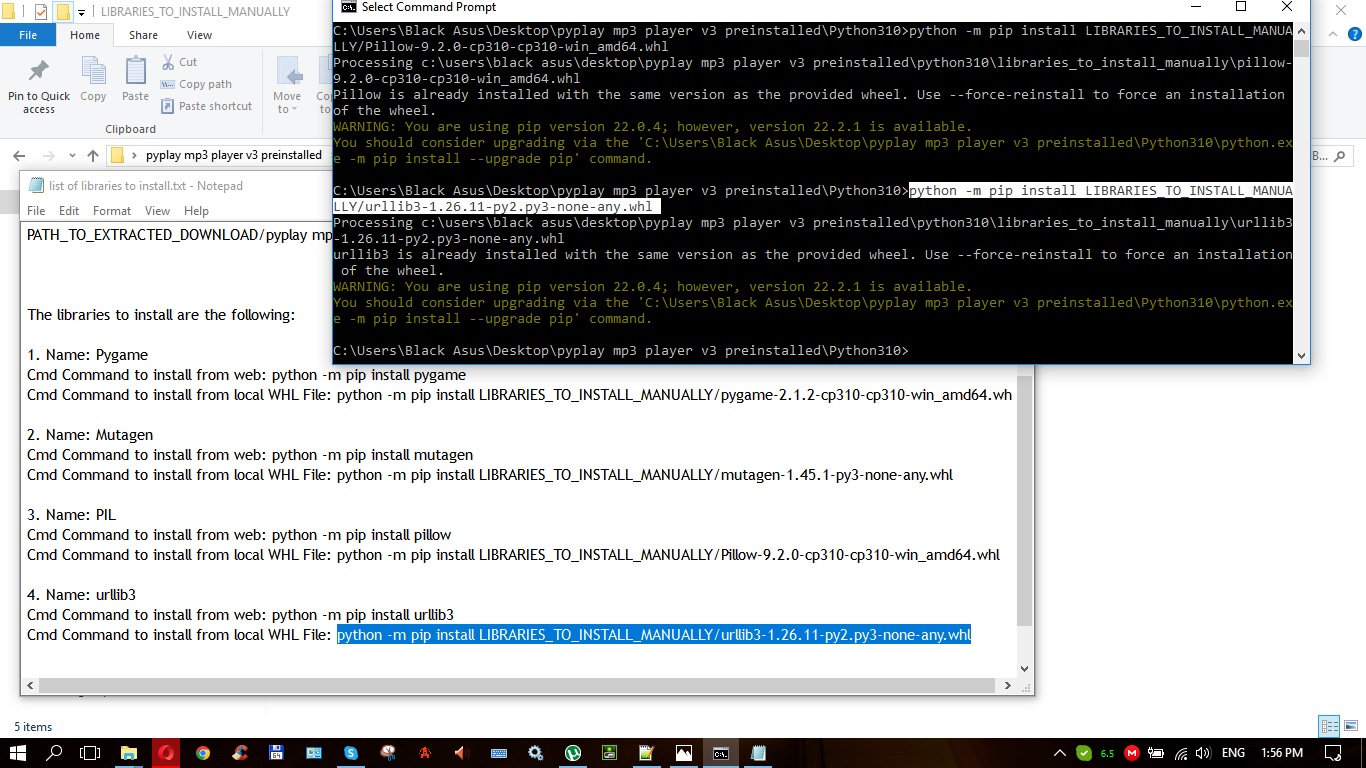 LIBRARIES_TO_INSTALL_MANUALLY
File Home Share View
Pin to Quick access
Copy
Paste
Cut
Copy path
Paste shortcut
Clipboard
Move to
pyplay mp3 player v3 preinstalled
Select Command Prompt
C:\Users\Black Asus\Desktop\pyplay mp3 player v3 preinstalled\Python310>python -m pip install LIBRARIES_TO_INSTALL_MANUA
LLY/Pillow-9.2.0-cp310-cp310-win_amd64.whl
Processing c:\users\black asus\desktop\pyplay mp3 player v3 preinstalled\python310\libraries_to_install_manually\pillow-
9.2.0-cp310-cp310-win_amd64.whl
Pillow is already installed with the same version as the provided wheel. Use --force-reinstall to force an installation
of the wheel.
WARNING: You are using pip version 22.0.4; however, version 22.2.1 is available.
You should consider upgrading via the 'C:\Users\Black Asus\Desktop\pyplay mp3 player v3 preinstalled\Python310\python.ex
e -m pip install --upgrade pip' command.
C:\Users\Black Asus\Desktop\pyplay mp3 player v3 preinstalled\Python310>python -m pip install LIBRARIES_TO_INSTALL_MANUA
LLY/urllib3-1.26.11-py2.py3-none-any.whl
Processing c:\users\black asus\desktop\pyplay mp3 player v3 preinstalled\python310\libraries_to_install_manually\urllib3
-1.26.11-py2.py3-none-any.whl
urllib3 is already installed with the same version as the provided wheel. Use --force-reinstall to force an installation
of the wheel.
WARNING: You are using pip version 22.0.4; however, version 22.2.1 is available.
You should consider upgrading via the 'C:\Users\Black Asus\Desktop\pyplay mp3 player v3 preinstalled\Python310\python.ex
e -m pip install --upgrade pip' command.
C:\Users\Black Asus\Desktop\pyplay mp3 player v3 preinstalled\Python310>
list of libraries to install.txt - Notepad
File Edit Format View Help
PATH_TO_EXTRACTED_DOWNLOAD/pyplay mp
The libraries to install are the following:
1. Name: Pygame
Cmd Command to install from web: python -m pip install pygame
Cmd Command to install from local WHL File: python -m pip install LIBRARIES_TO_INSTALL_MANUALLY/pygame-2.1.2-cp310-cp310-win_amd64.wh
2. Name: Mutagen
Cmd Command to install from web: python -m pip install mutagen
Cmd Command to install from local WHL File: python -m pip install LIBRARIES_TO_INSTALL_MANUALLY/mutagen-1.45.1-py3-none-any.whl
3. Name: PIL
Cmd Command to install from web: python -m pip install pillow
Cmd Command to install from local WHL File: python -m pip install LIBRARIES_TO_INSTALL_MANUALLY/Pillow-9.2.0-cp310-cp310-win_amd64.whl
4. Name: urllib3
Cmd Command to install from web: python -m pip install urllib3
Cmd Command to install from local WHL File: python -m pip install LIBRARIES_TO_INSTALL_MANUALLY/urllib3-1.26.11-py2.py3-none-any.whl
5 items
6.5 ENG 1:56 PM